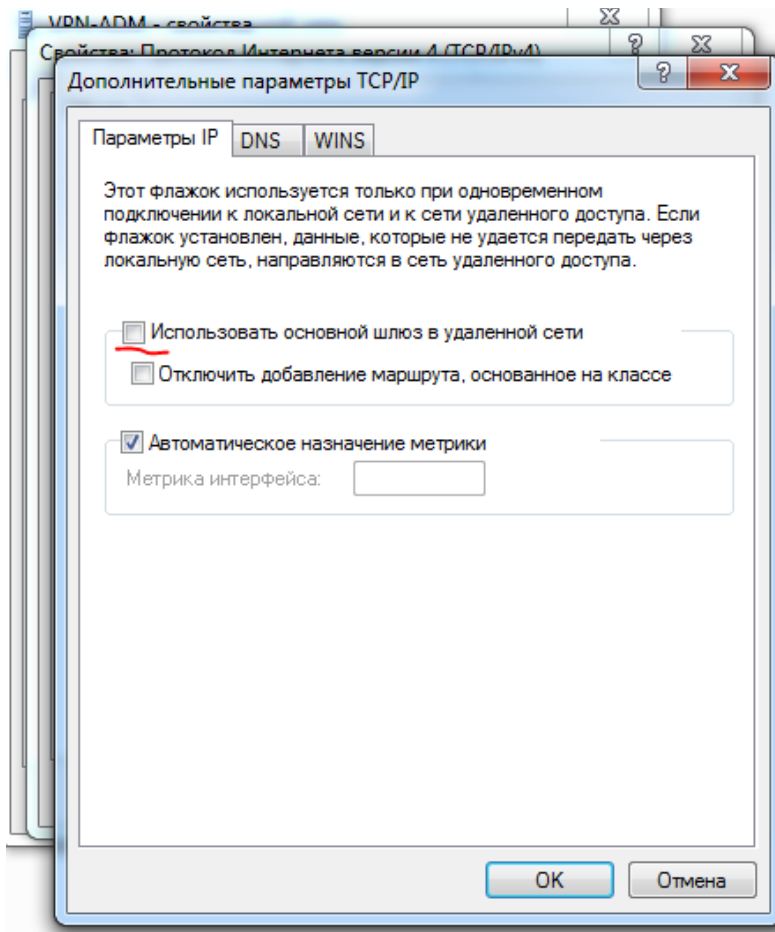 VPN-ADM - свойства
Свойства: Протокол Интернета версии 4 (TCP/IPv4)
Дополнительные параметры TCP/IP
Параметры IP DNS WINS
Этот флажок используется только при одновременном
подключении к локальной сети и к сети удаленного доступа. Если
флажок установлен, данные, которые не удается передать через
локальную сеть, направляются в сеть удаленного доступа.
Использовать основной шлюз в удаленной сети
Отключить добавление маршрута, основанное на классе
Автоматическое назначение метрики
Метрика интерфейса:
OK Отмена